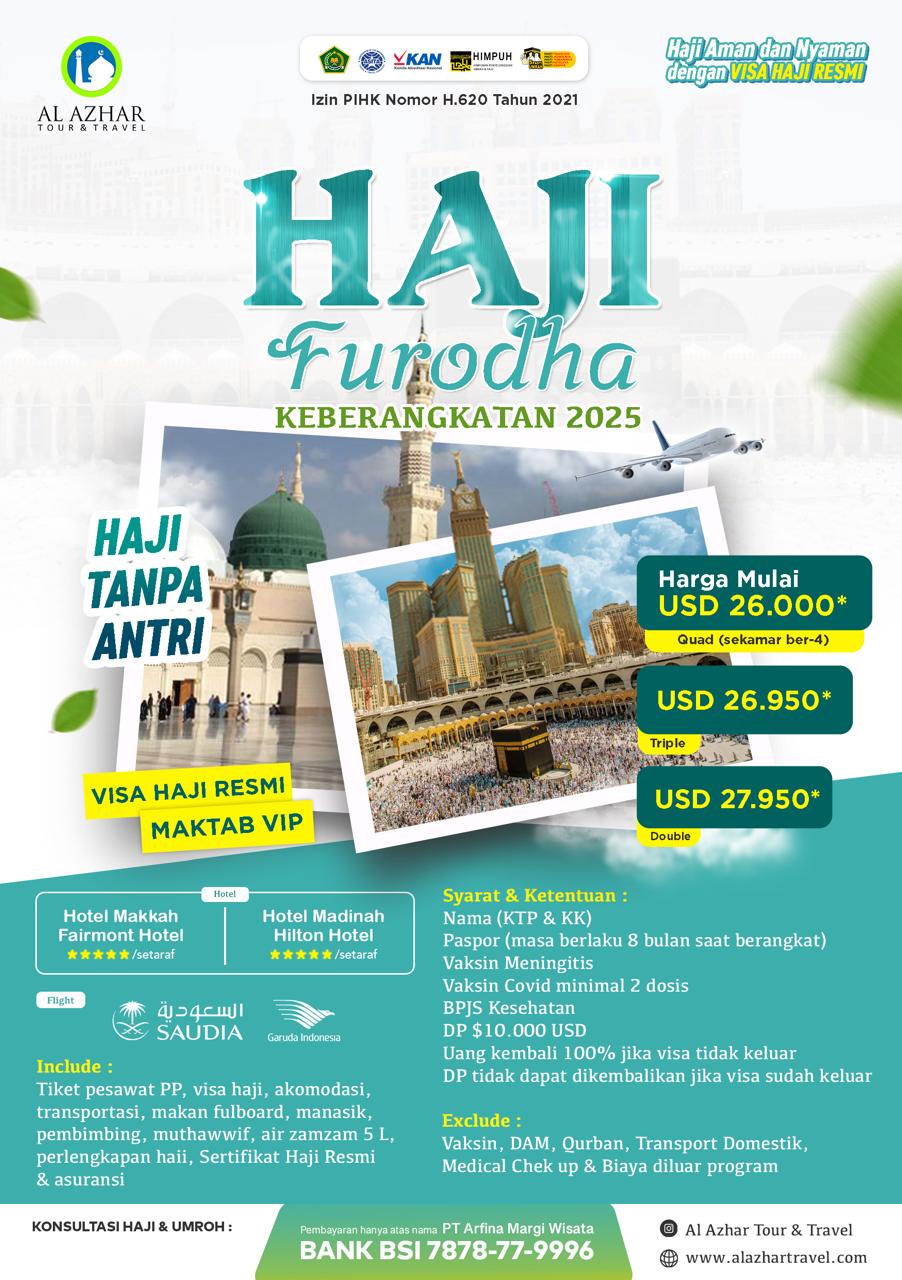 AL AZHAR
TOUR & TRAVEL
KAN
Komite Akreditasi Nasional
HIMPUH
Izin PIHK Nomor H.620 Tahun 2021
Haji Aman dan Nyaman
dengan VISA HAJI RESMI
HAJI
Furodha
KEBERANGKATAN 2025
HAJI
TANPA
ANTRI
VISA HAJI RESMI
MAKTAB VIP
Harga Mulai
USD 26.000*
Quad (sekamar ber-4)
USD 26.950*
Triple
USD 27.950*
Double
Hotel
Hotel Makkah
Fairmont Hotel
★★★★★/setaraf
Hotel Madinah
Hilton Hotel
★★★★★/setaraf
Flight
السعودية
SAUDIA
Garuda Indonesia
Include :
Tiket pesawat PP, visa haji, akomodasi,
transportasi, makan fulboard, manasik,
pembimbing, muthawwif, air zamzam 5 L,
perlengkapan haii, Sertifikat Haji Resmi
& asuransi
Syarat & Ketentuan :
Nama (KTP & KK)
Paspor (masa berlaku 8 bulan saat berangkat)
Vaksin Meningitis
Vaksin Covid minimal 2 dosis
BPJS Kesehatan
DP $10.000 USD
Uang kembali 100% jika visa tidak keluar
DP tidak dapat dikembalikan jika visa sudah keluar
Exclude :
Vaksin, DAM, Qurban, Transport Domestik,
Medical Chek up & Biaya diluar program
KONSULTASI HAJI & UMROH :
Pembayaran hanya atas nama PT Arfina Margi Wisata
BANK BSI 7878-77-9996
Al Azhar Tour & Travel
www.alazhartravel.com